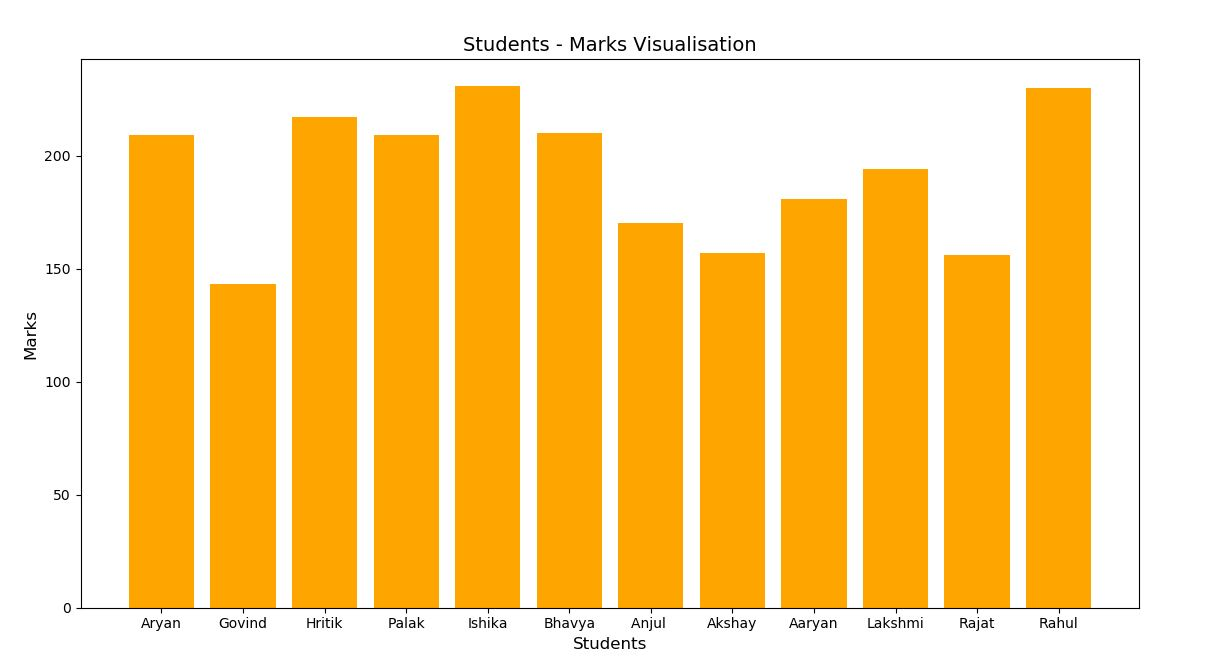 Students - Marks Visualisation
200
150
100
50
0
Marks
Aryan Govind Hritik Palak Ishika Bhavya Anjul Akshay Aaryan Lakshmi Rajat Rahul
Students